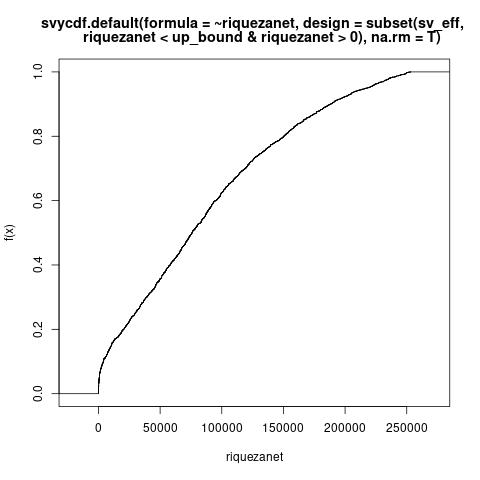 svycdf.default(formula = ~riquezanet, design = subset(sv_eff,
riquezanet < up_bound & riquezanet > 0), na.rm = T)
f(x)
1.0
0.8
0.6
0.4
0.2
0.0
0 50000 100000 150000 200000 250000
riquezanet